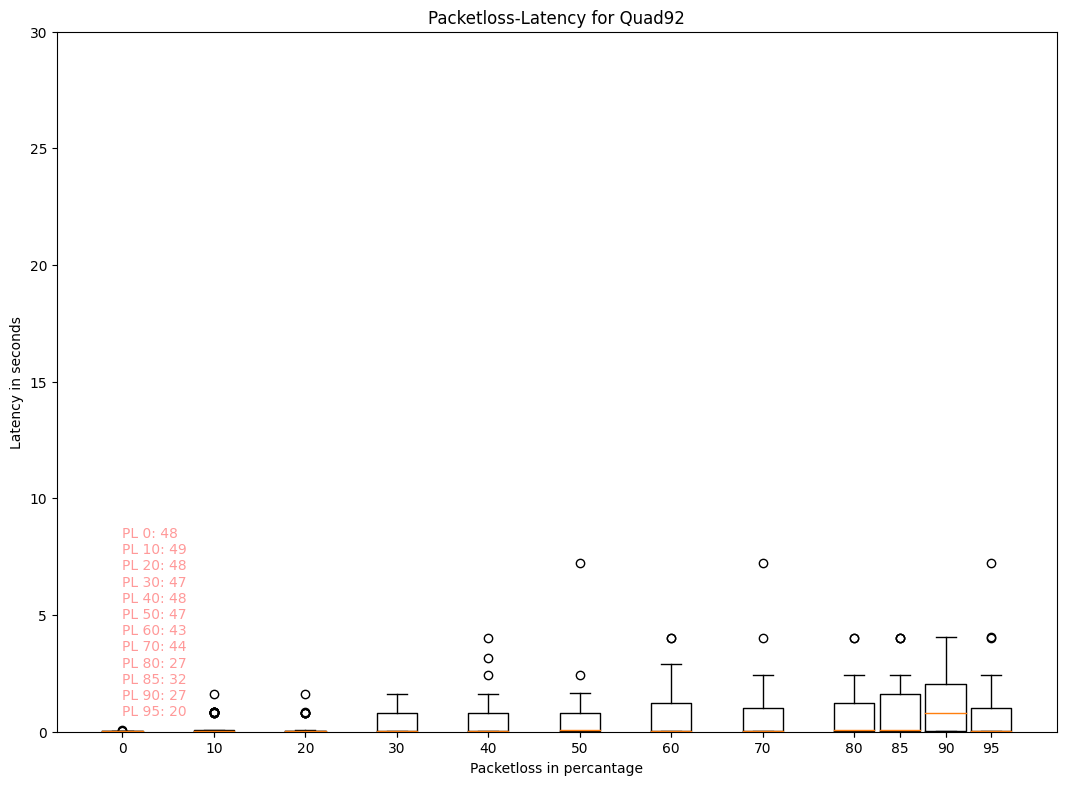 Packetloss-Latency for Quad92
30
25
20
15
10
5
0
Latency in seconds
PL 0: 48
PL 10: 49
PL 20: 48
PL 30: 47
PL 40: 48
PL 50: 47
PL 60: 43
PL 70: 44
PL 80: 27
PL 85: 32
PL 90: 27
PL 95: 20
0 10 20 30 40 50 60 70 80 85 90 95
Packetloss in percantage